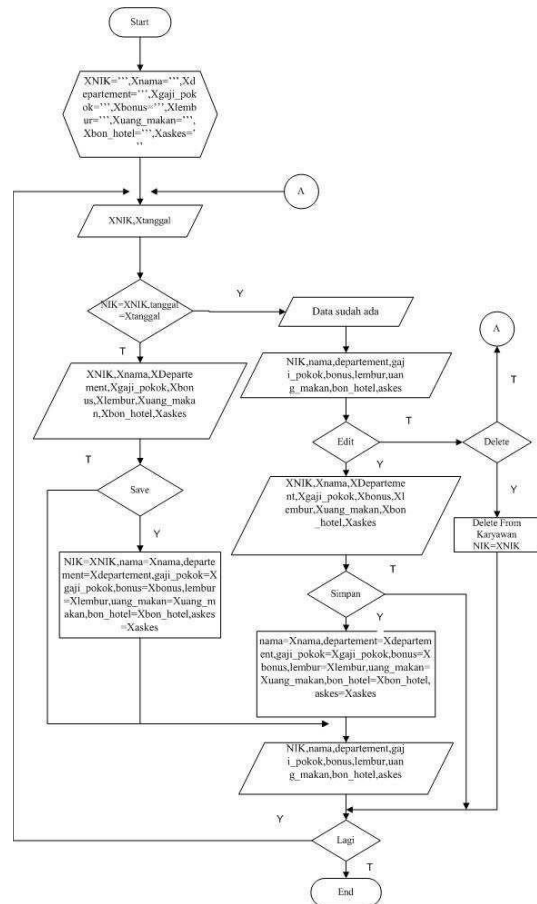 Start
XNIK=’’’,Xnama=’’’,Xd
epartement=’’’,Xgaji_pok
ok=’’’,Xbonus=’’’,Xlemb
ur=’’’,Xuang_makan=’’’,
Xbon_hotel=’’’,Xaskes=’
’’
A
XNIK,Xtanggal
NIK=XNIK,tanggal
=Xtanggal
Y
T
Data sudah ada
A
NIK,nama,departement,gaj
i_pokok,bonus,lembur,uan
g_makan,bon_hotel,askes
T
XNIK,Xnama,XDeparte
ment,Xgaji_pokok,Xbo
nus,Xlembur,Xuang_maka
n,Xbon_hotel,Xaskes
Edit
T
Delete
Y
Y
T
Save
Y
XNIK,Xnama,XDeparteme
nt,Xgaji_pokok,Xbonus,Xl
embur,Xuang_makan,Xbon
_hotel,Xaskes
Delete From
Karyawan
NIK=XNIK
T
Simpan
Y
NIK=XNIK,nama=Xnama,departe
ment=Xdepartement,gaji_pokok=X
gaji_pokok,bonus=Xbonus,lembur
=Xlembur,uang_makan=Xuang_m
akan,bon_hotel=Xbon_hotel,askes
=Xaskes
nama=Xnama,departement=Xdepartem
ent,gaji_pokok=Xgaji_pokok,bonus=X
bonus,lembur=Xlembur,uang_makan=
Xuang_makan,bon_hotel=Xbon_hotel,
askes=Xaskes
NIK,nama,departement,gaj
i_pokok,bonus,lembur,uan
g_makan,bon_hotel,askes
Y
Lagi
T
End